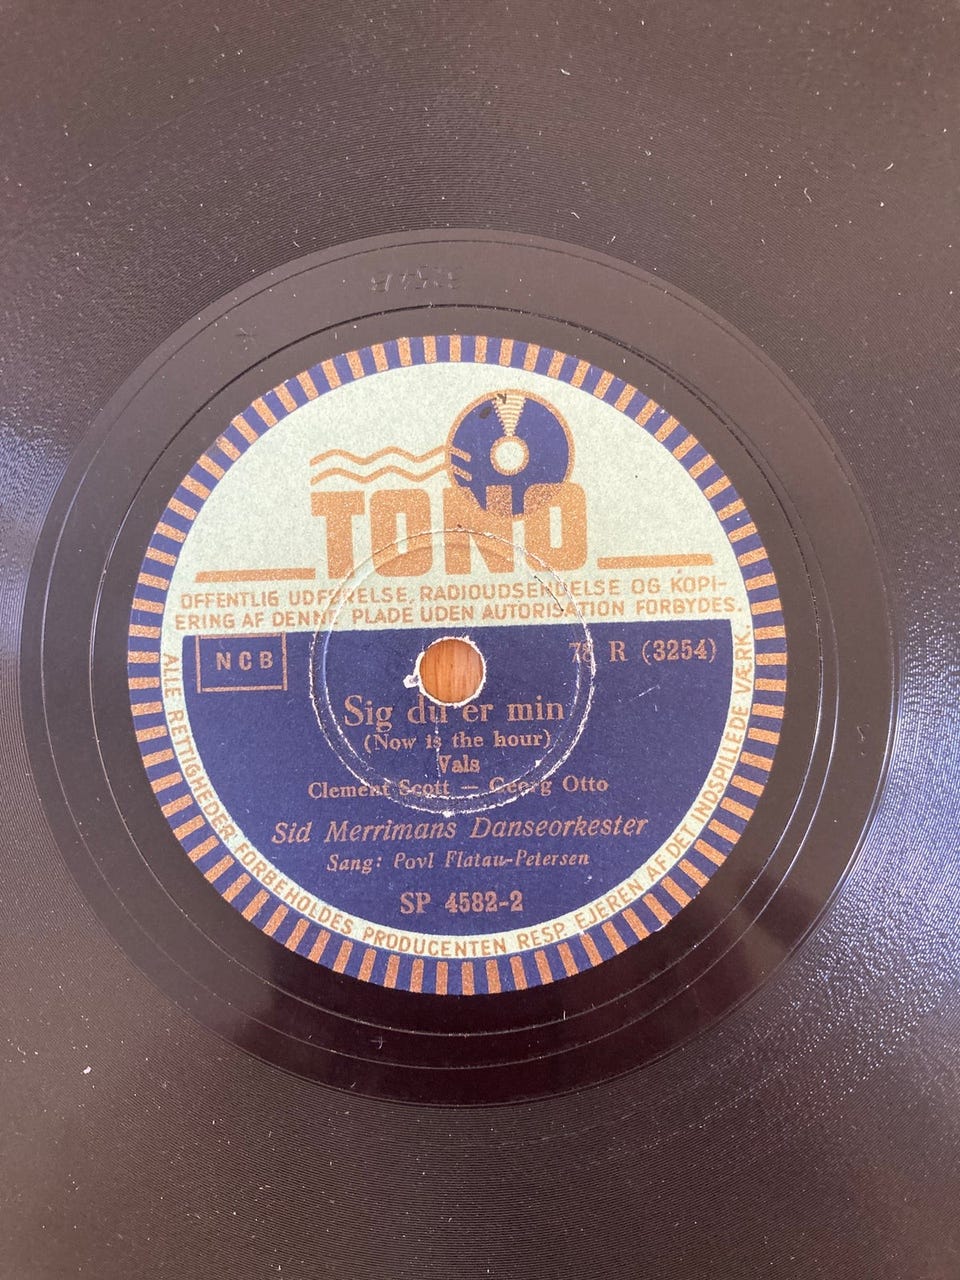 TONO
OFFENTLIG UDFØRELSE, RADIOUDSENDELSE OG KOPI-
ERING AF DENNE PLADE UDEN AUTORISATION FORBYDES.
NCB
78 R (3254)
Sig du er min
(Now is the hour)
Vals
Clement Scott — Georg Otto
Sid Merrimans Danseorkester
Sang: Povl Flatau-Petersen
SP 4582-2
ALLE RETTIGHEDER FORBEHOLDES PRODUCENTEN RESP. EJEREN AF DET INDSPILLEDE VÆRK.